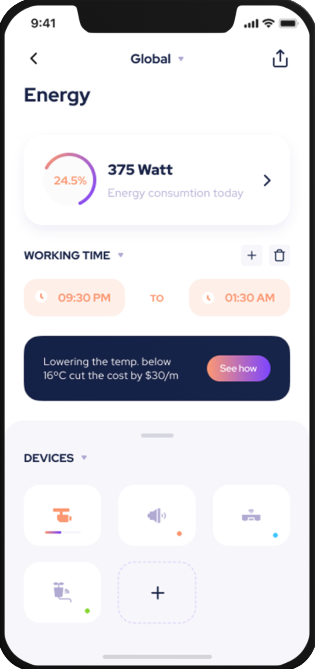 9:41
Global
Energy
24.5%
375 Watt
Energy consumtion today
WORKING TIME
09:30 PM
TO
01:30 AM
Lowering the temp. below
16ºC cut the cost by $30/m
See how
DEVICES